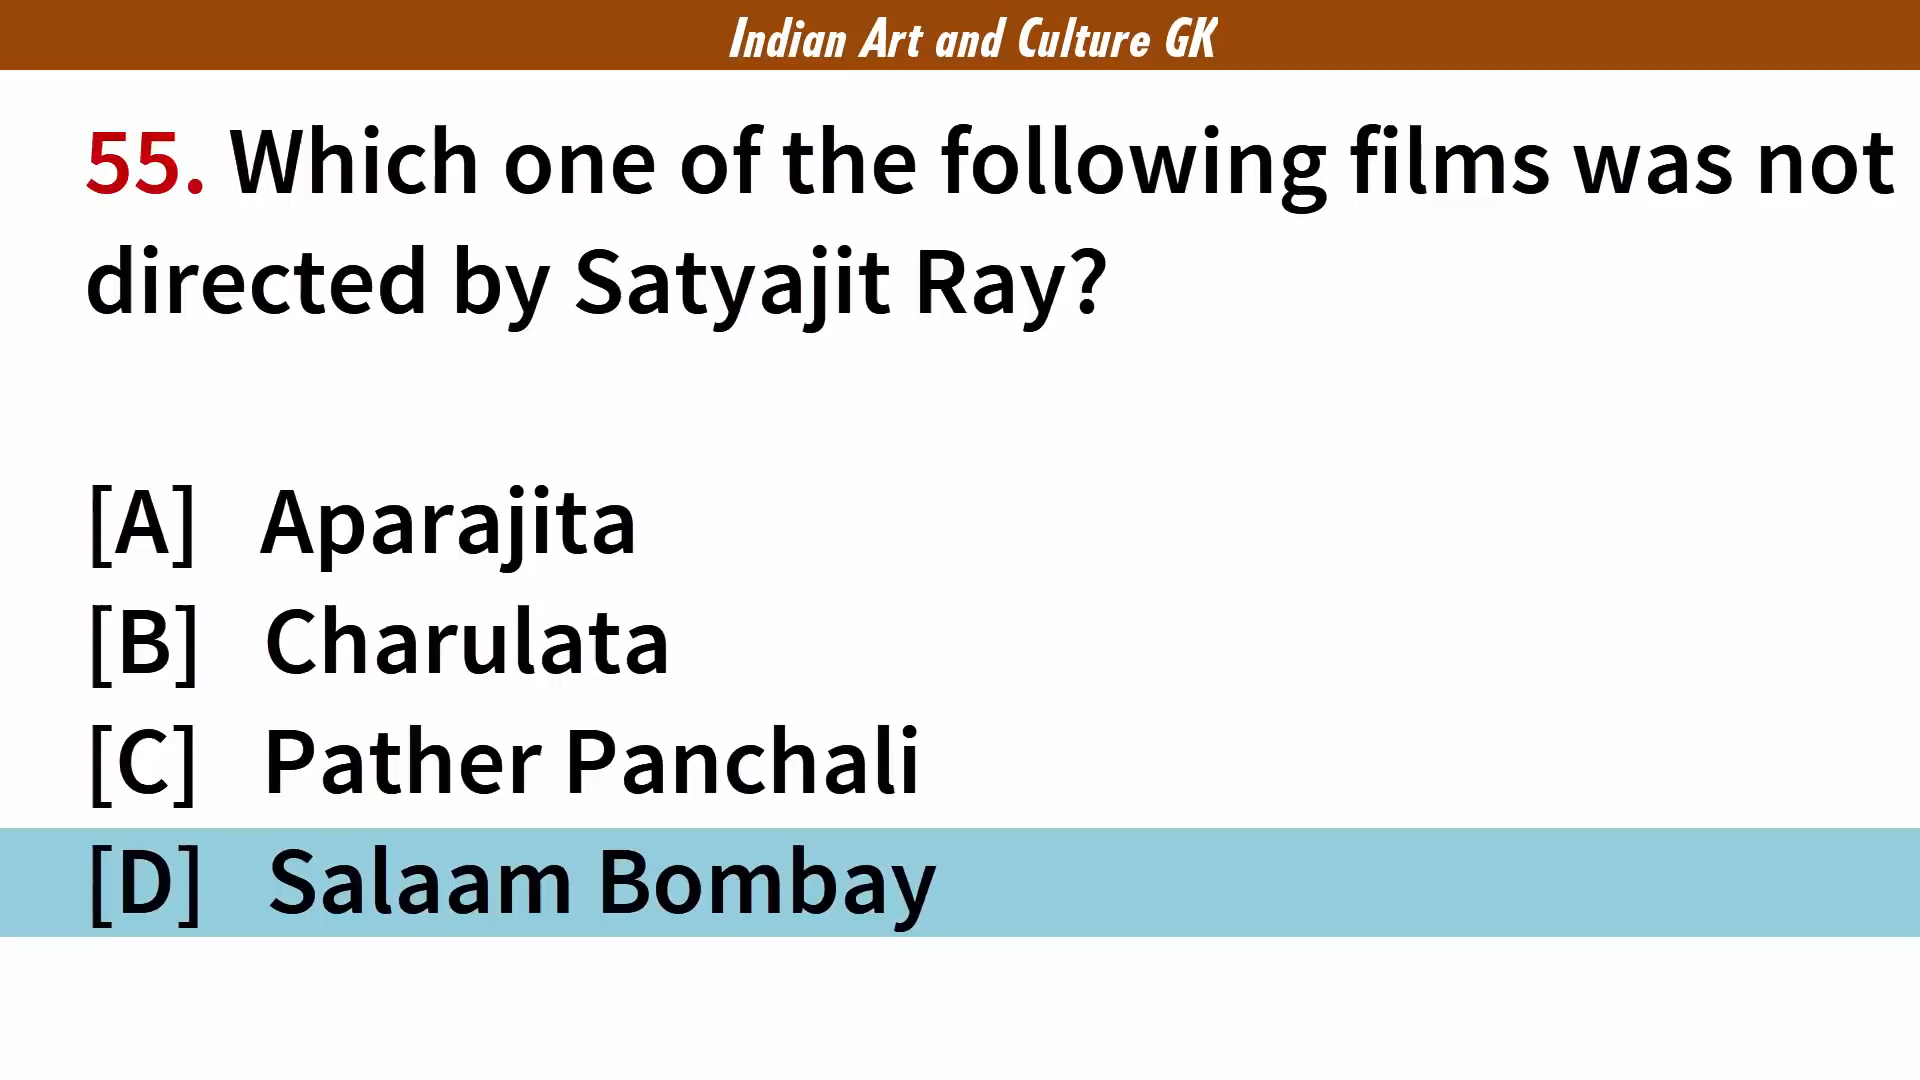 Indian Art and Culture GK
55. Which one of the following films was not
directed by Satyajit Ray?
[A] Aparajita
[B] Charulata
[C] Pather Panchali
[D] Salaam Bombay